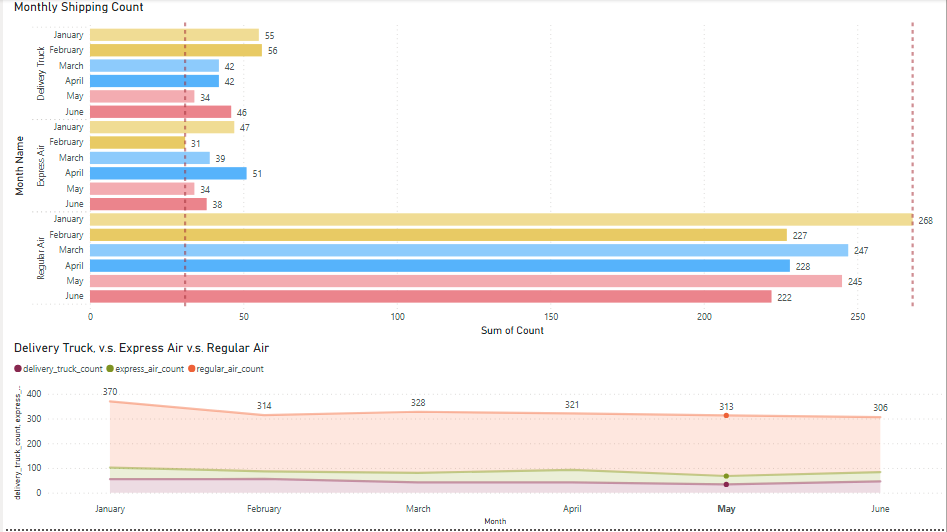 Monthly Shipping Count
Month Name
Delivery Truck
January 55
February 56
March 42
April 42
May 34
June 46
Express Air
January 47
February 31
March 39
April 51
May 34
June 38
Regular Air
January 268
February 227
March 247
April 228
May 245
June 222
0 50 100 150 200 250
Sum of Count
Delivery Truck, v.s. Express Air v.s. Regular Air
delivery_truck_count express_air_count regular_air_count
delivery_truck_count, express_...
400
300
200
100
0
370 314 328 321 313 306
January February March April May June
Month